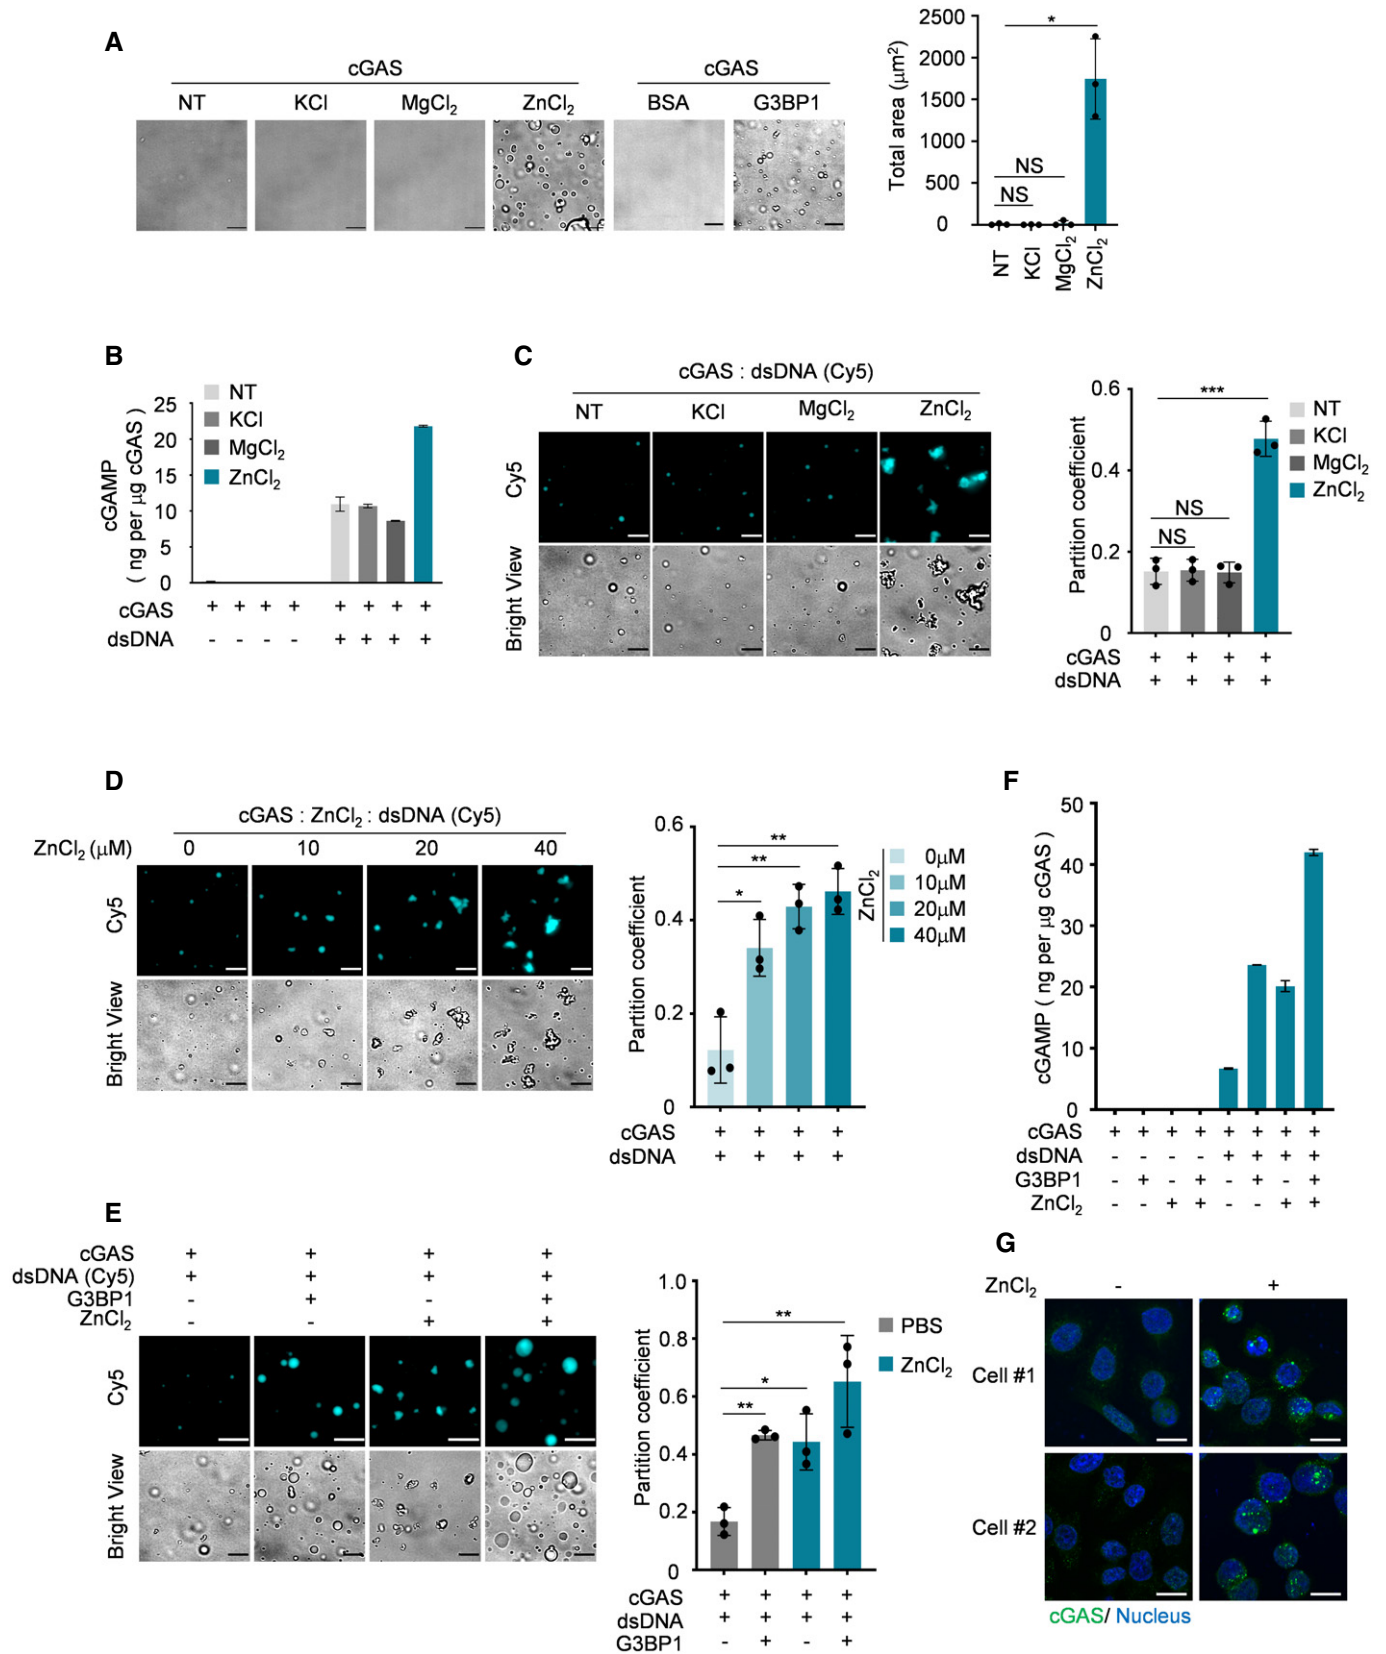 A
cGAS
cGAS
NT KCl MgCl₂ ZnCl₂ BSA G3BP1
Total area (μm²)
2500
2000
1500
1000
500
0
*
NS
NS
NT KCl MgCl₂ ZnCl₂
B
cGAMP
( ng per μg cGAS )
25
20
15
10
5
0
NT
KCl
MgCl₂
ZnCl₂
cGAS + + + + + + + +
dsDNA - - - - + + + +
C
cGAS : dsDNA (Cy5)
NT KCl MgCl₂ ZnCl₂
Cy5
Bright View
Partition coefficient
0.6
0.4
0.2
0
***
NS
NS
NT
KCl
MgCl₂
ZnCl₂
cGAS + + + +
dsDNA + + + +
D
cGAS : ZnCl₂ : dsDNA (Cy5)
ZnCl₂ (μM) 0 10 20 40
Cy5
Bright View
Partition coefficient
0.6
0.4
0.2
0
**
**
*
ZnCl₂
0μM
10μM
20μM
40μM
cGAS + + + +
dsDNA + + + +
F
cGAMP ( ng per μg cGAS )
50
40
30
20
10
0
cGAS + + + + + + + +
dsDNA - - - - + + + +
G3BP1 - + - + - + - +
ZnCl₂ - - + + - - + +
E
cGAS + + + +
dsDNA (Cy5) + + + +
G3BP1 - + - +
ZnCl₂ - - + +
Cy5
Bright View
Partition coefficient
1.0
0.8
0.6
0.4
0.2
0
**
*
**
PBS
ZnCl₂
cGAS + + + +
dsDNA + + + +
G3BP1 - + - +
G
ZnCl₂ - +
Cell #1
Cell #2
cGAS/ Nucleus